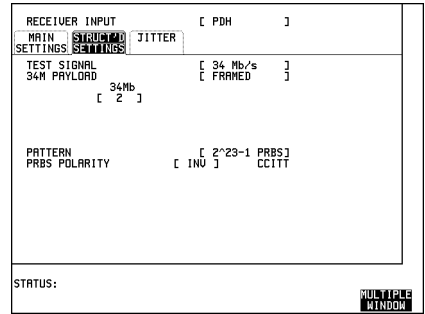 RECEIVER INPUT [ PDH ]
MAIN SETTINGS STRUCT'D SETTINGS JITTER
TEST SIGNAL [ 34 Mb/s ]
34M PAYLOAD [ FRAMED ]
34Mb
[ 2 ]
PATTERN [ 2^23-1 PRBS]
PRBS POLARITY [ INV ] CCITT
STATUS:
MULTIPLE
WINDOW